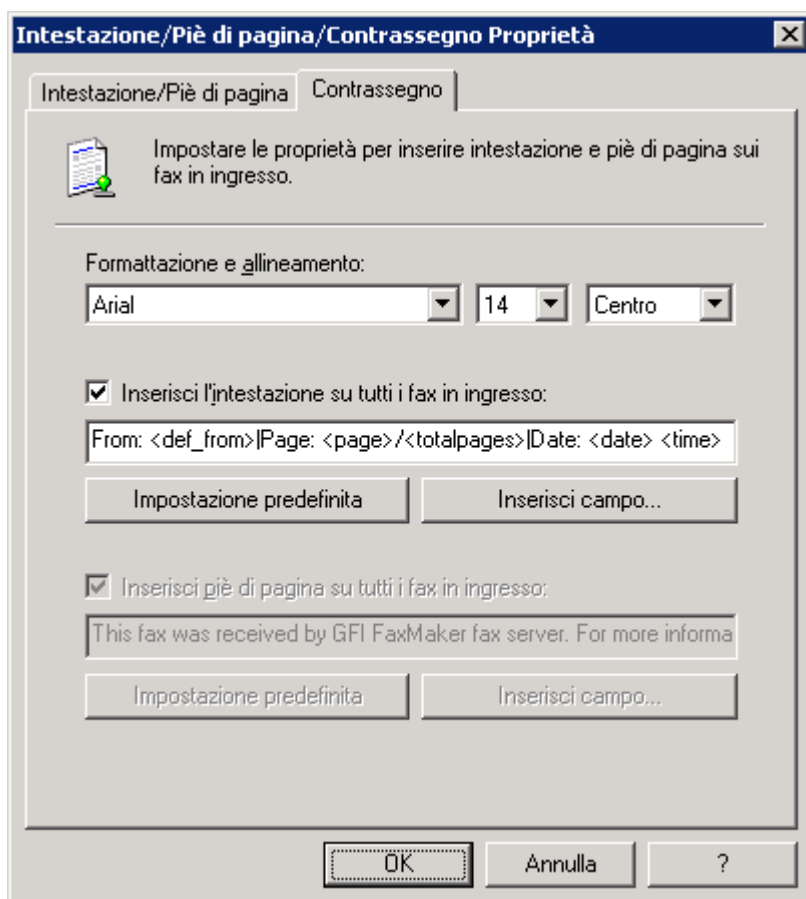 Intestazione/Piè di pagina/Contrassegno Proprietà
Intestazione/Piè di pagina Contrassegno
Impostare le proprietà per inserire intestazione e piè di pagina sui
fax in ingresso.
Formattazione e allineamento:
Arial 14 Centro
Inserisci l'intestazione su tutti i fax in ingresso:
From: <def_from>|Page: <page>/<totalpages>|Date: <date> <time>
Impostazione predefinita Inserisci campo...
Inserisci piè di pagina su tutti i fax in ingresso:
This fax was received by GFI FaxMaker fax server. For more informa
Impostazione predefinita Inserisci campo...
OK Annulla ?